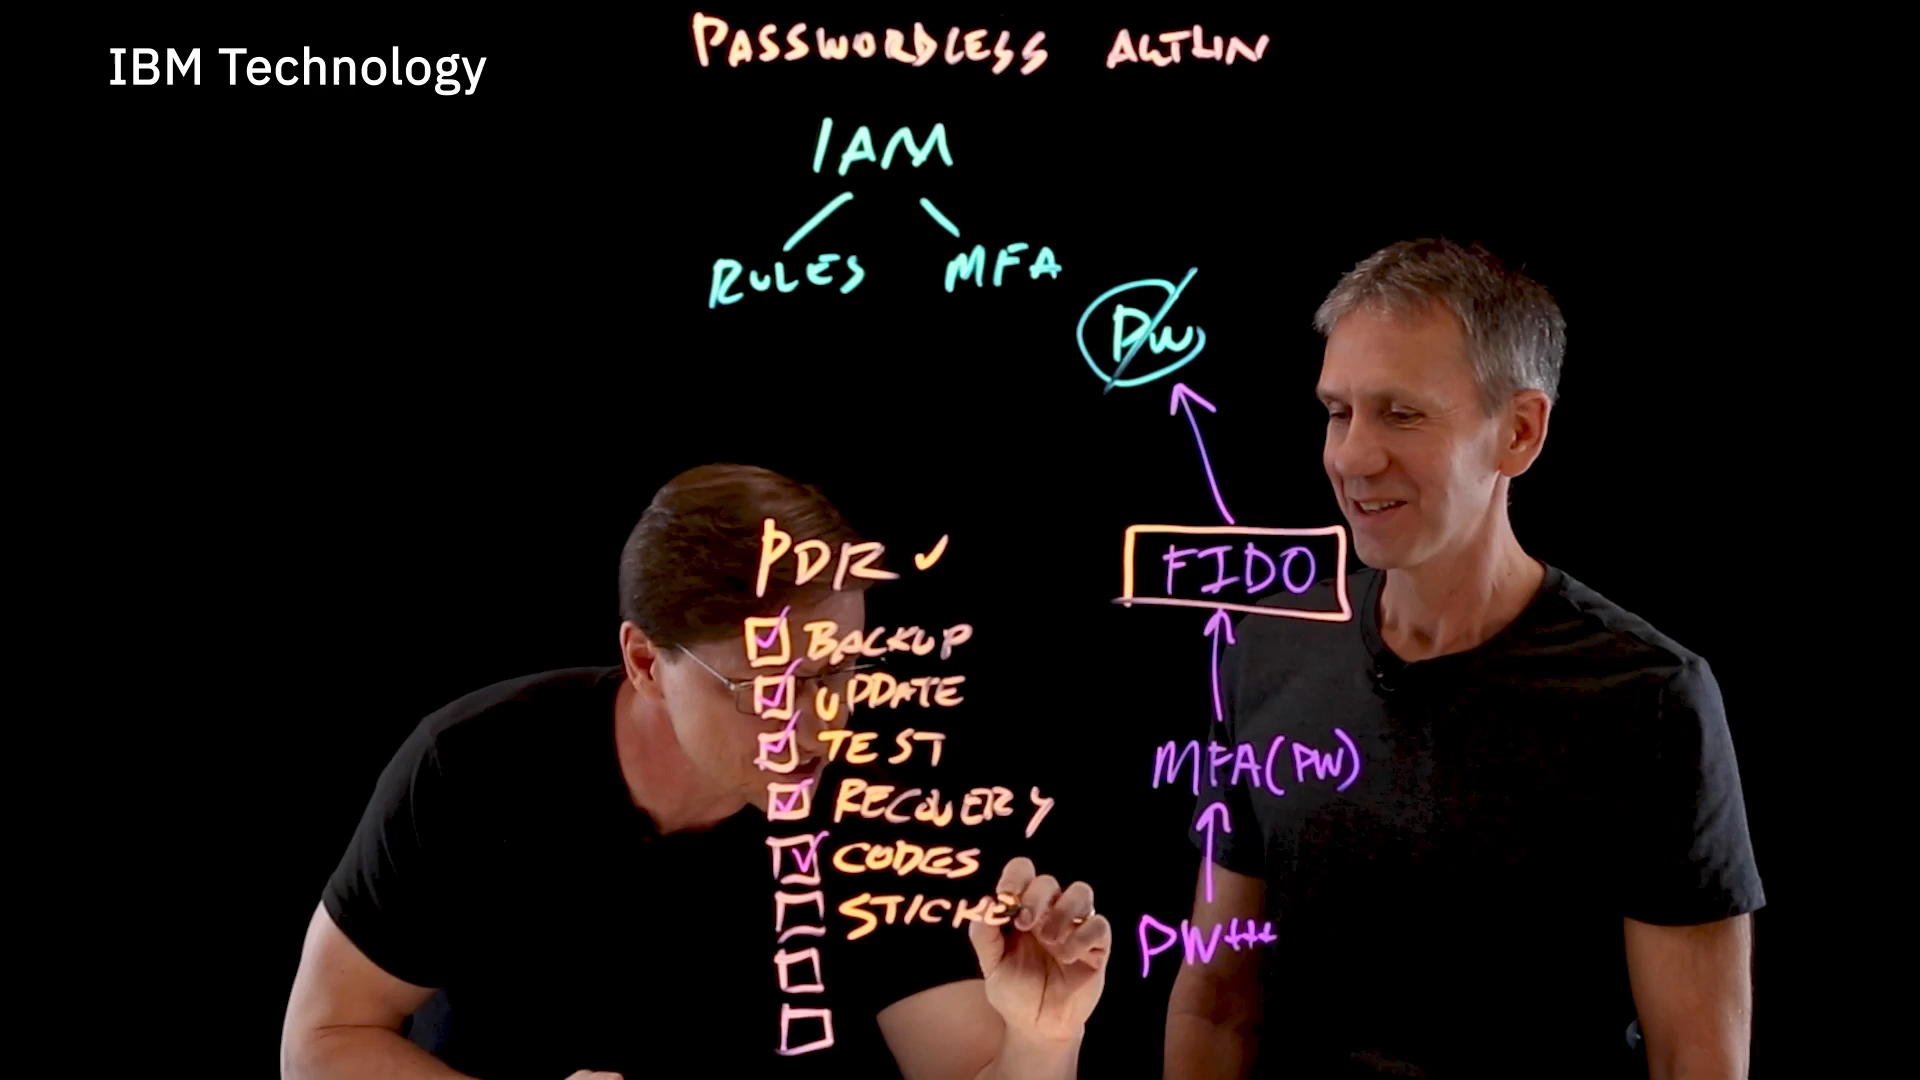 IBM Technology
PASSWORDLESS AUTHN
IAM
RULES MFA
PW
PDR ✓
BACKUP
UPDATE
TEST
RECOVERY
CODES
STICKE
FIDO
MFA(PW)
PW+++